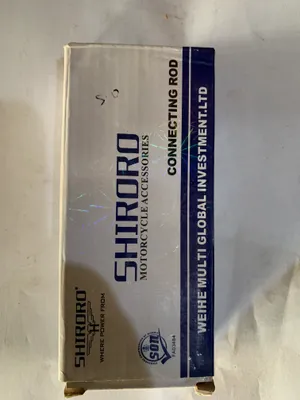 SHIRORO®
WHERE POWER FROM
SHIRORO
MOTORCYCLE ACCESSORIES
CONNECTING ROD
WEIHE MULTI GLOBAL INVESTMENT.LTD
SON